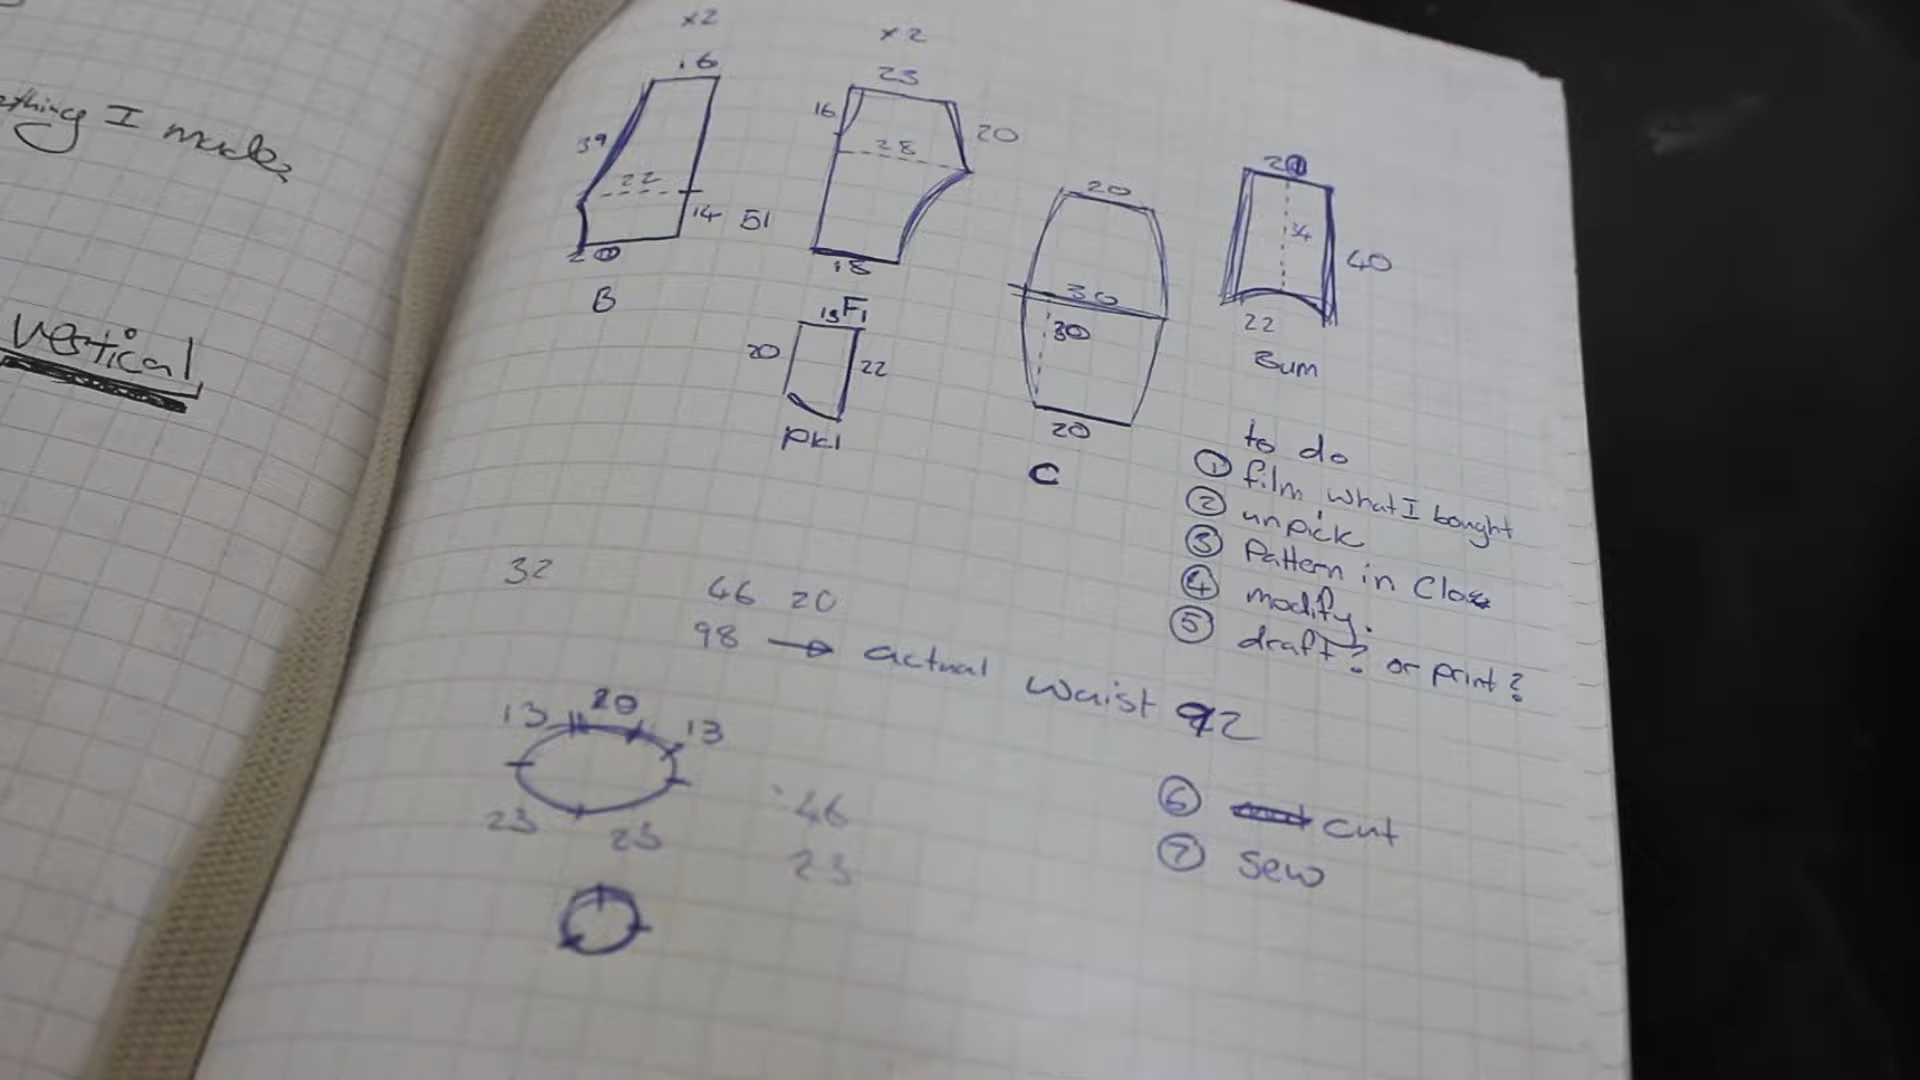 thing I made
vertical
x2
16
39
22
14
20
B
x2
23
16
20
28
51
18
F1
13
20
22
PK1
20
30
30
20
C
20
34
40
22
Bum
to do
① film what I bought
② unpick
③ Pattern in Clo
④ modify.
⑤ draft? or print?
32
46 20
98 → actual waist 92
13 20 13
23 23
46
23
⑥ cut
⑦ sew